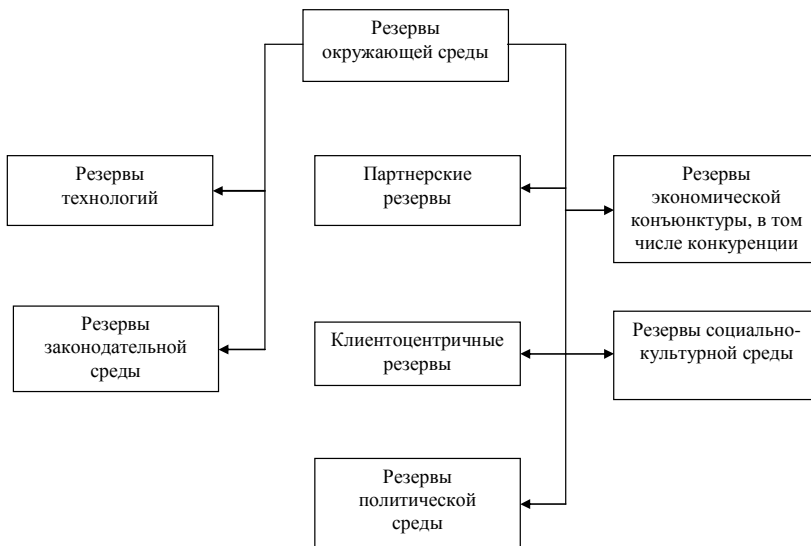 Резервы
окружающей среды
Резервы
технологий
Партнерские
резервы
Резервы
экономической
конъюнктуры, в том
числе конкуренции
Резервы
законодательной
среды
Клиентоцентричные
резервы
Резервы социально-
культурной среды
Резервы
политической
среды